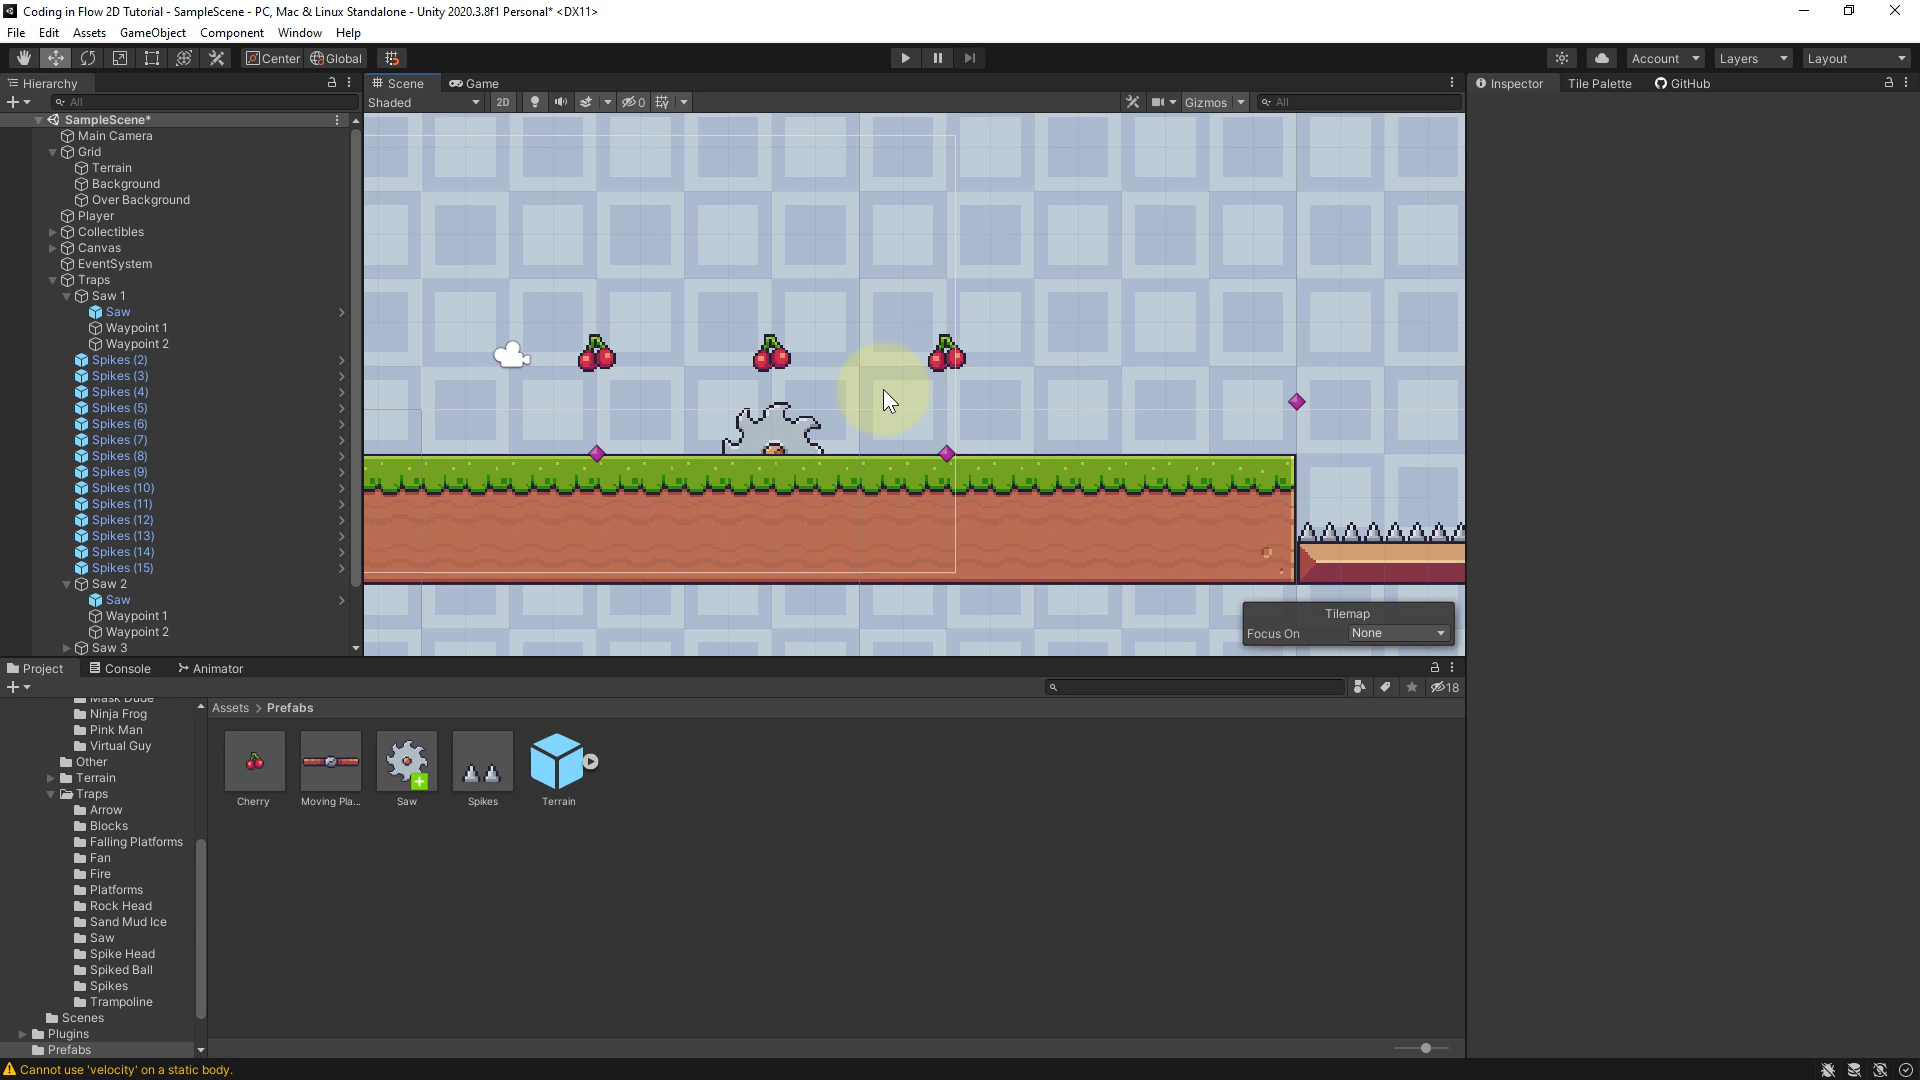 Coding in Flow 2D Tutorial - SampleScene - PC, Mac & Linux Standalone - Unity 2020.3.8f1 Personal* <DX11>
File Edit Assets GameObject Component Window Help
Center Global Account Layers Layout
Hierarchy
All
SampleScene*
Main Camera
Grid
Terrain
Background
Over Background
Player
Collectibles
Canvas
EventSystem
Traps
Saw 1
Saw
Waypoint 1
Waypoint 2
Spikes (2)
Spikes (3)
Spikes (4)
Spikes (5)
Spikes (6)
Spikes (7)
Spikes (8)
Spikes (9)
Spikes (10)
Spikes (11)
Spikes (12)
Spikes (13)
Spikes (14)
Spikes (15)
Saw 2
Saw
Waypoint 1
Waypoint 2
Saw 3
Scene Game
Shaded 2D 0 Gizmos All
Tilemap
Focus On None
Inspector Tile Palette GitHub
Project Console Animator
18
Mask Dude
Ninja Frog
Pink Man
Virtual Guy
Other
Terrain
Traps
Arrow
Blocks
Falling Platforms
Fan
Fire
Platforms
Rock Head
Sand Mud Ice
Saw
Spike Head
Spiked Ball
Spikes
Trampoline
Scenes
Plugins
Prefabs
Assets > Prefabs
Cherry Moving Pla... Saw Spikes Terrain
Cannot use 'velocity' on a static body.